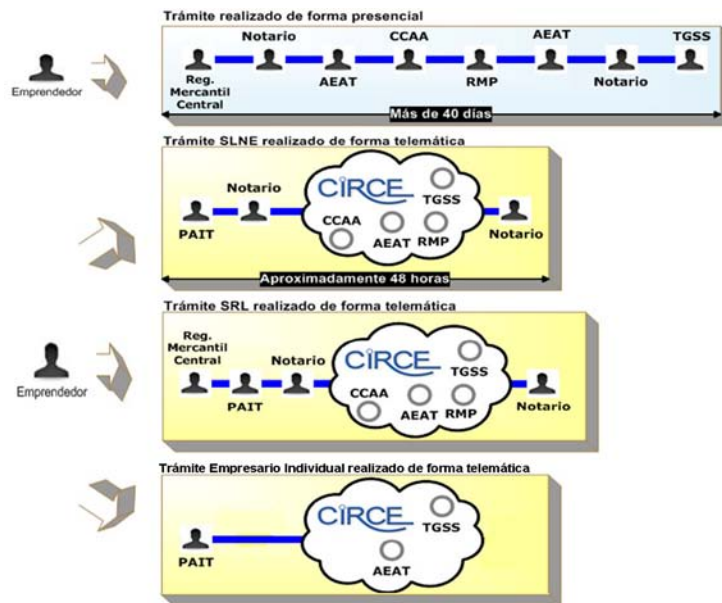 Trámite realizado de forma presencial
Emprendedor
Reg.
Mercantil
Central
Notario
AEAT
CCAA
RMP
AEAT
Notario
TGSS
Más de 40 días
Trámite SLNE realizado de forma telemática
PAIT
Notario
CIRCE
TGSS
CCAA
AEAT
RMP
Notario
Aproximadamente 48 horas
Trámite SRL realizado de forma telemática
Emprendedor
Reg.
Mercantil
Central
PAIT
Notario
CIRCE
TGSS
CCAA
AEAT
RMP
Notario
Trámite Empresario Individual realizado de forma telemática
PAIT
CIRCE
TGSS
AEAT